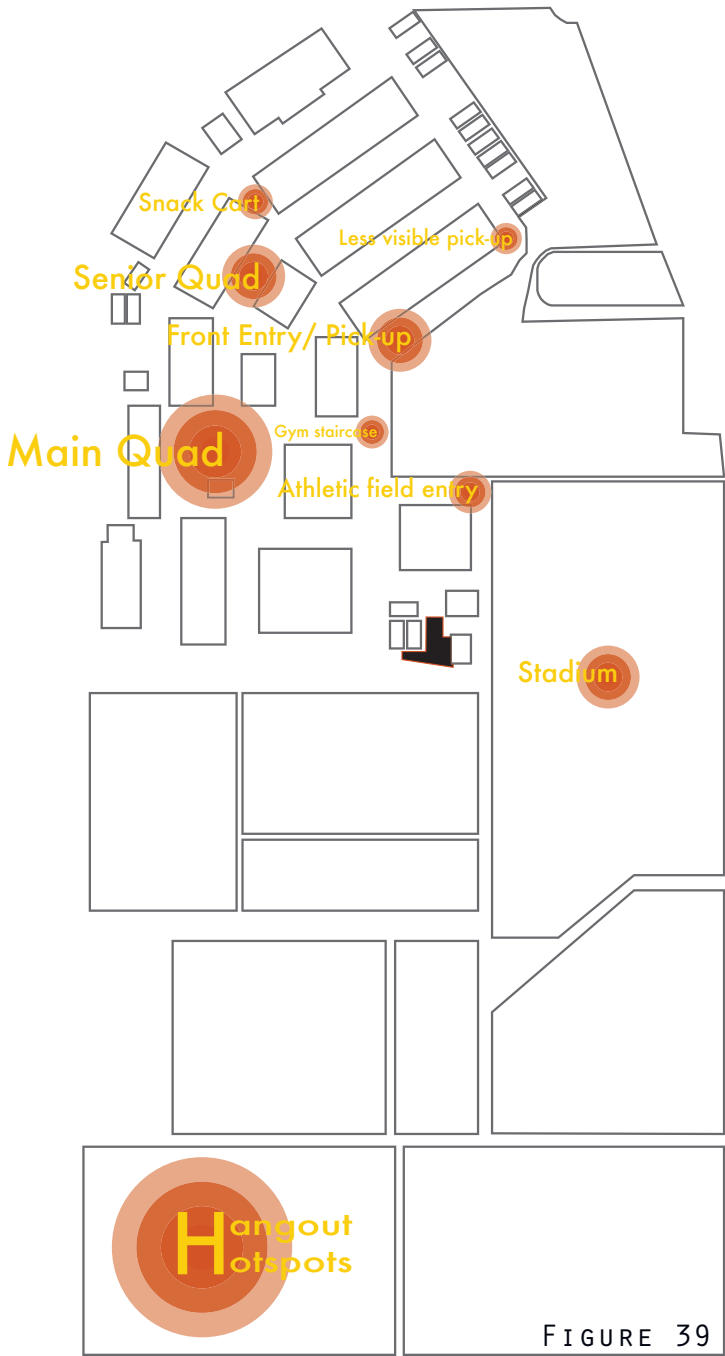 Snack Cart
Less visible pick-up
Senior Quad
Front Entry/ Pick-up
Gym staircase
Main Quad
Athletic field entry
Stadium
Hangout
Hotspots
FIGURE 39